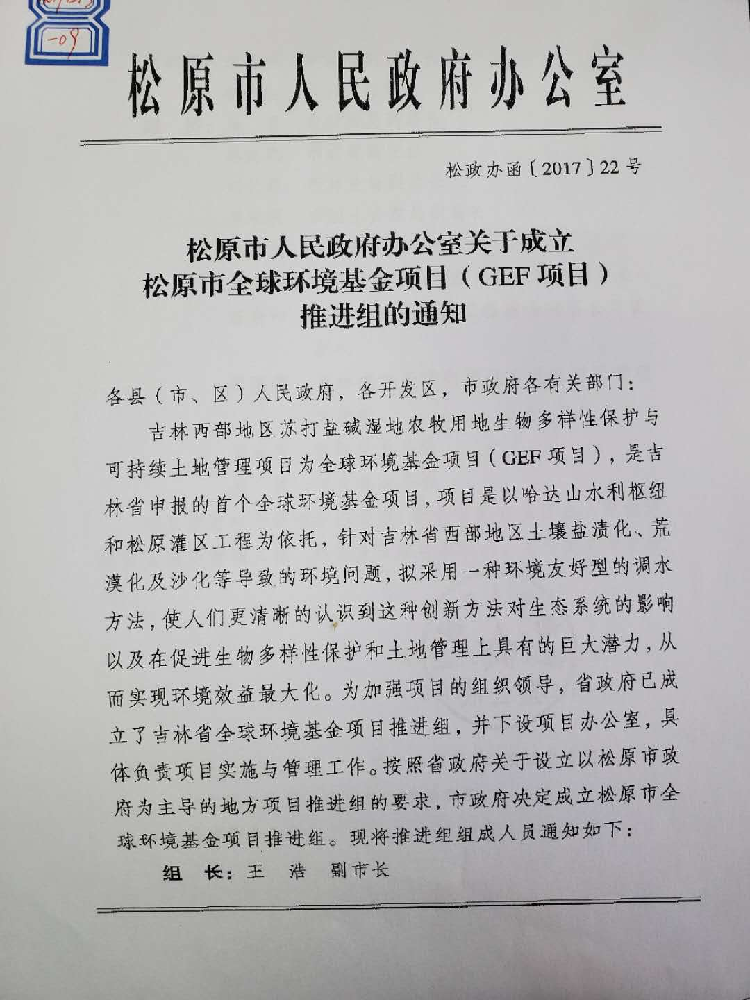 -09
松原市人民政府办公室
松政办函〔2017〕22号
松原市人民政府办公室关于成立
松原市全球环境基金项目（GEF项目）
推进组的通知
各县（市、区）人民政府，各开发区，市政府各有关部门：
吉林西部地区苏打盐碱湿地农牧用地生物多样性保护与
可持续土地管理项目为全球环境基金项目（GEF项目），是吉
林省申报的首个全球环境基金项目，项目是以哈达山水利枢纽
和松原灌区工程为依托，针对吉林省西部地区土壤盐渍化、荒
漠化及沙化等导致的环境问题，拟采用一种环境友好型的调水
方法，使人们更清晰的认识到这种创新方法对生态系统的影响
以及在促进生物多样性保护和土地管理上具有的巨大潜力，从
而实现环境效益最大化。为加强项目的组织领导，省政府已成
立了吉林省全球环境基金项目推进组，并下设项目办公室，具
体负责项目实施与管理工作。按照省政府关于设立以松原市政
府为主导的地方项目推进组的要求，市政府决定成立松原市全
球环境基金项目推进组。现将推进组组成人员通知如下：
组 长：王 浩 副市长